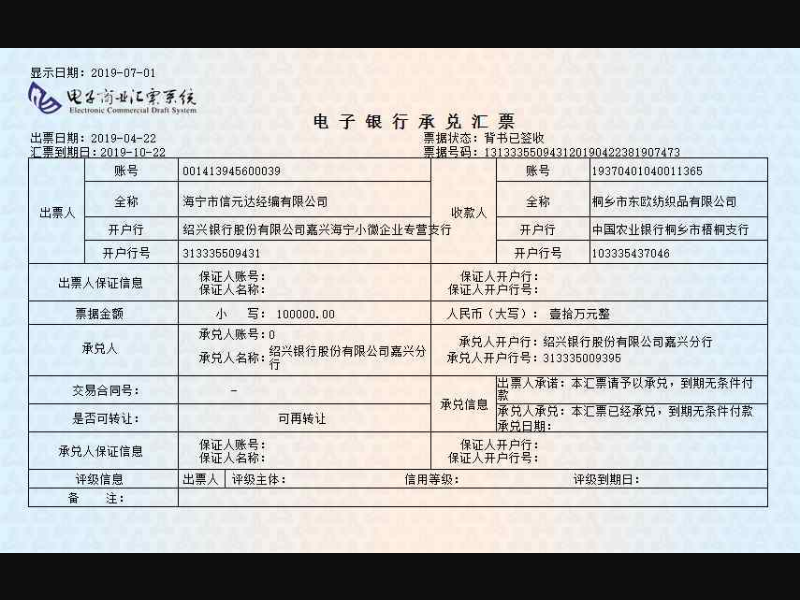 显示日期：2019-07-01
电子商业汇票系统
Electronic Commercial Draft System
电子银行承兑汇票
出票日期：2019-04-22 票据状态：背书已签收
汇票到期日：2019-10-22 票据号码：131333550943120190422381907473
出票人 账号 001413945600039 收款人 账号 19370401040011365
全称 海宁市信元达经编有限公司 全称 桐乡市东欧纺织品有限公司
开户行 绍兴银行股份有限公司嘉兴海宁小微企业专营支行 开户行 中国农业银行桐乡市梧桐支行
开户行号 313335509431 开户行号 103335437046
出票人保证信息 保证人账号： 保证人开户行：
保证人名称： 保证人开户行号：
票据金额 小 写：100000.00 人民币（大写）：壹拾万元整
承兑人 承兑人账号：0 承兑人开户行：绍兴银行股份有限公司嘉兴分行
承兑人名称：绍兴银行股份有限公司嘉兴分 承兑人开户行号：313335009395
行
交易合同号： - 承兑信息 出票人承诺：本汇票请予以承兑，到期无条件付
款
是否可转让： 可再转让 承兑人承兑：本汇票已经承兑，到期无条件付款
承兑日期：
承兑人保证信息 保证人账号： 保证人开户行：
保证人名称： 保证人开户行号：
评级信息 出票人 评级主体： 信用等级： 评级到期日：
备 注：